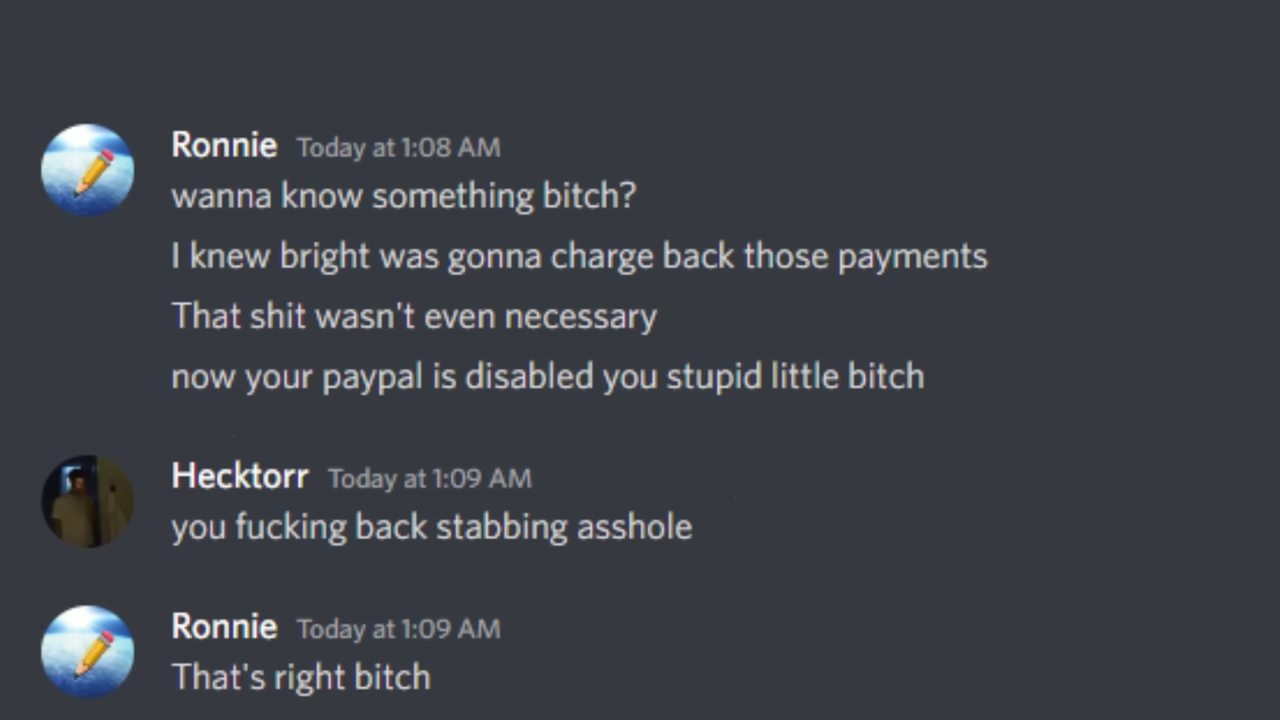 Ronnie Today at 1:08 AM
wanna know something bitch?
I knew bright was gonna charge back those payments
That shit wasn't even necessary
now your paypal is disabled you stupid little bitch
Hecktorr Today at 1:09 AM
you fucking back stabbing asshole
Ronnie Today at 1:09 AM
That's right bitch